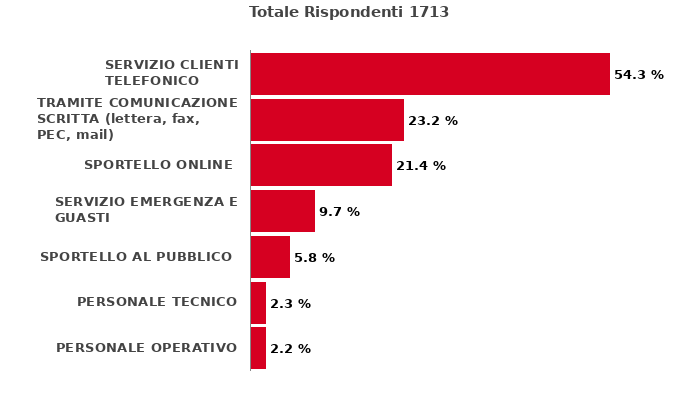 Totale Rispondenti 1713
SERVIZIO CLIENTI
TELEFONICO
54.3 %
TRAMITE COMUNICAZIONE
SCRITTA (lettera, fax,
PEC, mail)
23.2 %
SPORTELLO ONLINE
21.4 %
SERVIZIO EMERGENZA E
GUASTI
9.7 %
SPORTELLO AL PUBBLICO
5.8 %
PERSONALE TECNICO
2.3 %
PERSONALE OPERATIVO
2.2 %